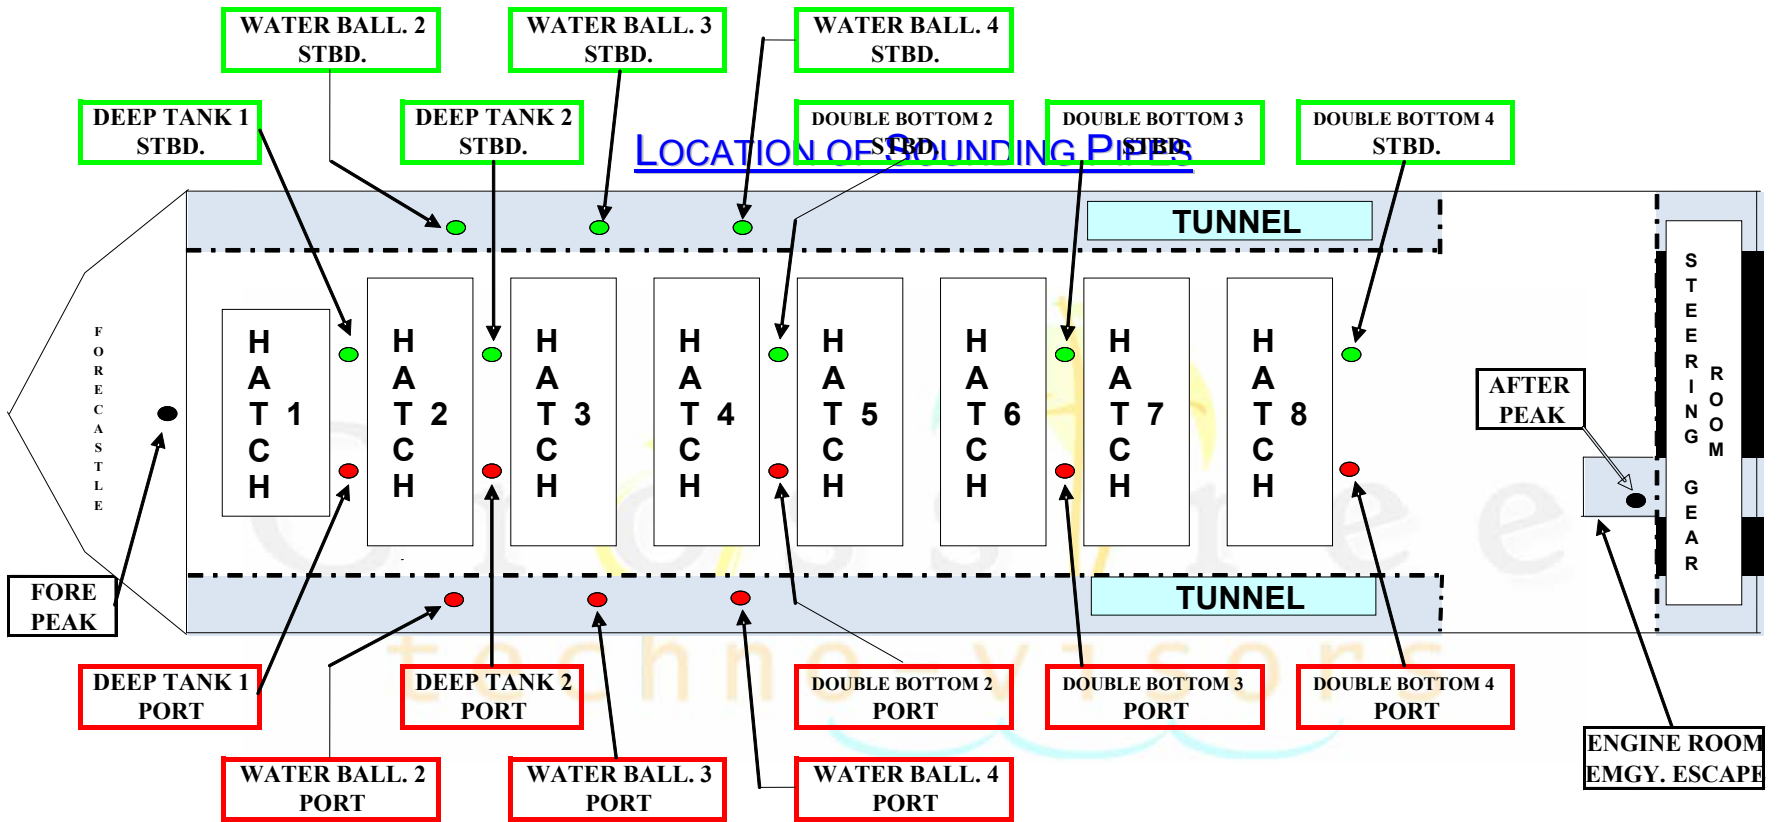 WATER BALL. 2
STBD.
WATER BALL. 3
STBD.
WATER BALL. 4
STBD.
DEEP TANK 1
STBD.
DEEP TANK 2
STBD.
DOUBLE BOTTOM 2
STBD.
DOUBLE BOTTOM 3
STBD.
DOUBLE BOTTOM 4
STBD.
LOCATION OF SOUNDING PIPES
TUNNEL
FORECASTLE
HATCH 1
HATCH 2
HATCH 3
HATCH 4
HATCH 5
HATCH 6
HATCH 7
HATCH 8
AFTER
PEAK
STEERING GEAR
ROOM
FORE
PEAK
TUNNEL
Crosstree
techno visors
DEEP TANK 1
PORT
DEEP TANK 2
PORT
DOUBLE BOTTOM 2
PORT
DOUBLE BOTTOM 3
PORT
DOUBLE BOTTOM 4
PORT
WATER BALL. 2
PORT
WATER BALL. 3
PORT
WATER BALL. 4
PORT
ENGINE ROOM
EMGY. ESCAPE